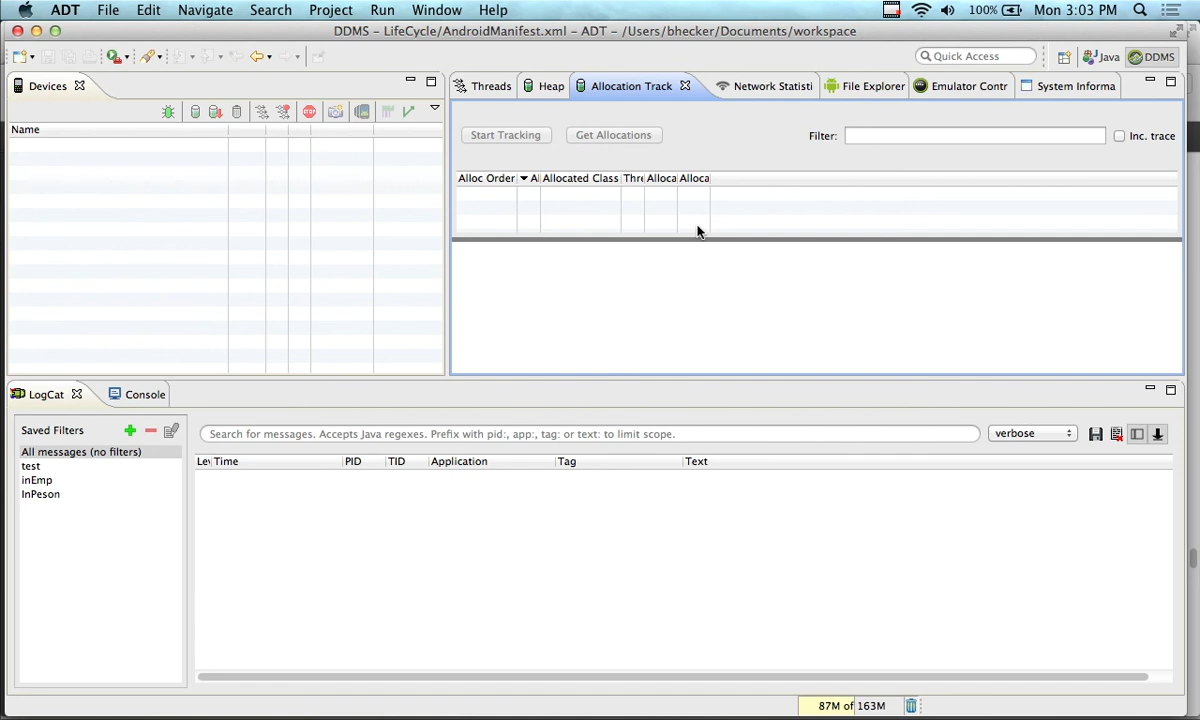 ADT File Edit Navigate Search Project Run Window Help 100% Mon 3:03 PM
DDMS - LifeCycle/AndroidManifest.xml - ADT - /Users/bhecker/Documents/workspace
Quick Access Java DDMS
Devices
Threads Heap Allocation Track Network Statisti File Explorer Emulator Contr System Informa
Start Tracking Get Allocations Filter: Inc. trace
Name
Alloc Order Al Allocated Class Thre Alloca Alloca
LogCat Console
Saved Filters
Search for messages. Accepts Java regexes. Prefix with pid:, app:, tag: or text: to limit scope. verbose
All messages (no filters)
test
inEmp
InPeson
Lev Time PID TID Application Tag Text
87M of 163M